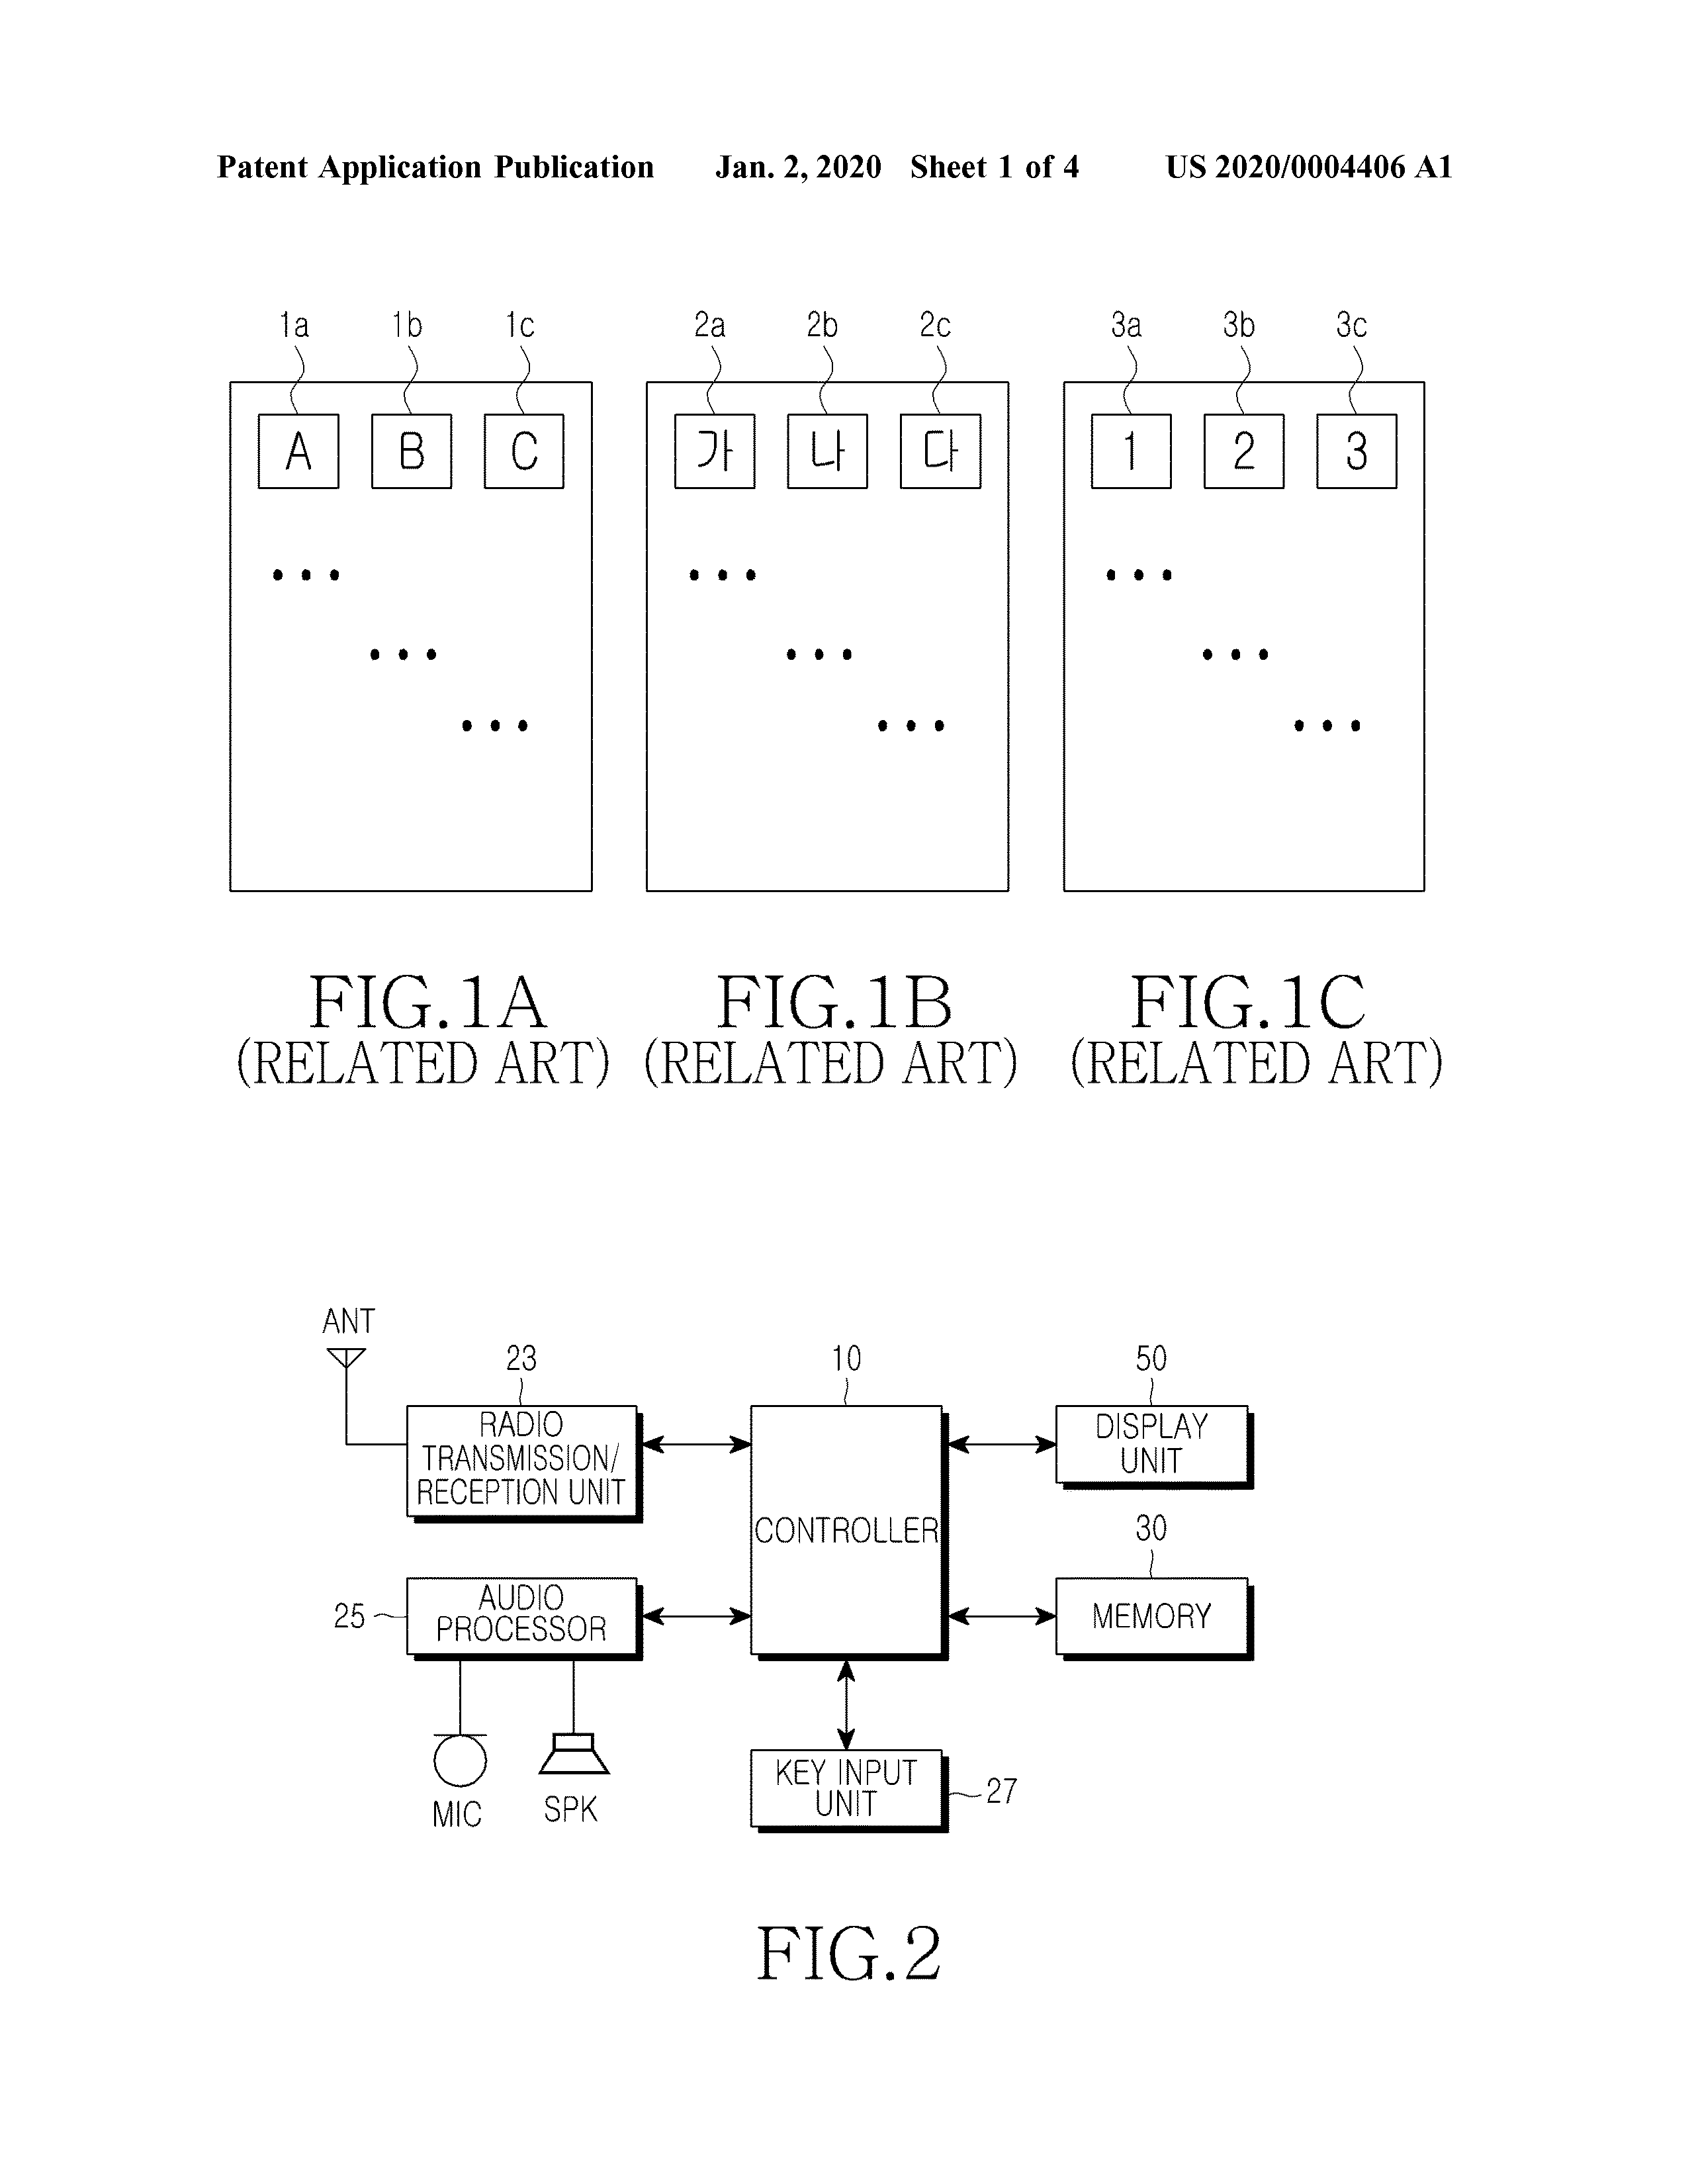 Patent Application Publication Jan. 2, 2020 Sheet 1 of 4 US 2020/0004406 A1
1a 1b 1c 2a 2b 2c 3a 3b 3c
A B C 가 나 다 1 2 3
FIG.1A FIG.1B FIG.1C
(RELATED ART) (RELATED ART) (RELATED ART)
ANT
23 10 50
RADIO
TRANSMISSION/
RECEPTION UNIT
DISPLAY
UNIT
CONTROLLER
30
25
AUDIO
PROCESSOR
MEMORY
MIC SPK
KEY INPUT
UNIT
27
FIG.2